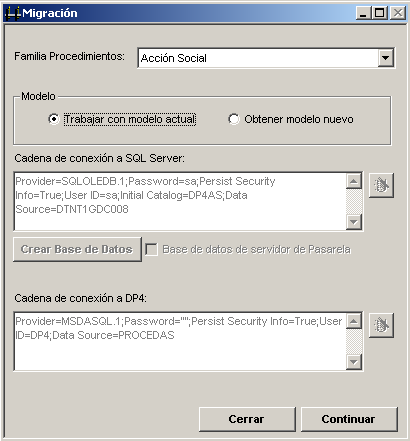 Migración
Familia Procedimientos: Acción Social
Modelo
Trabajar con modelo actual Obtener modelo nuevo
Cadena de conexión a SQL Server:
Provider=SQLOLEDB.1;Password=sa;Persist Security
Info=True;User ID=sa;Initial Catalog=DP4AS;Data
Source=DTNT1GDC008
Crear Base de Datos Base de datos de servidor de Pasarela
Cadena de conexión a DP4:
Provider=MSDASQL.1;Password="";Persist Security Info=True;User
ID=DP4;Data Source=PROCEDAS
Cerrar Continuar